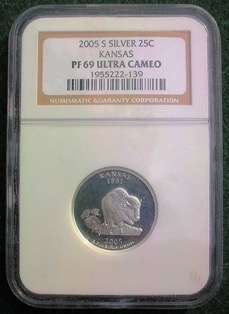 2005 S SILVER 25C
KANSAS
PF 69 ULTRA CAMEO
1955222-139
NUMISMATIC GUARANTY CORPORATION
KANSAS
1861
2005